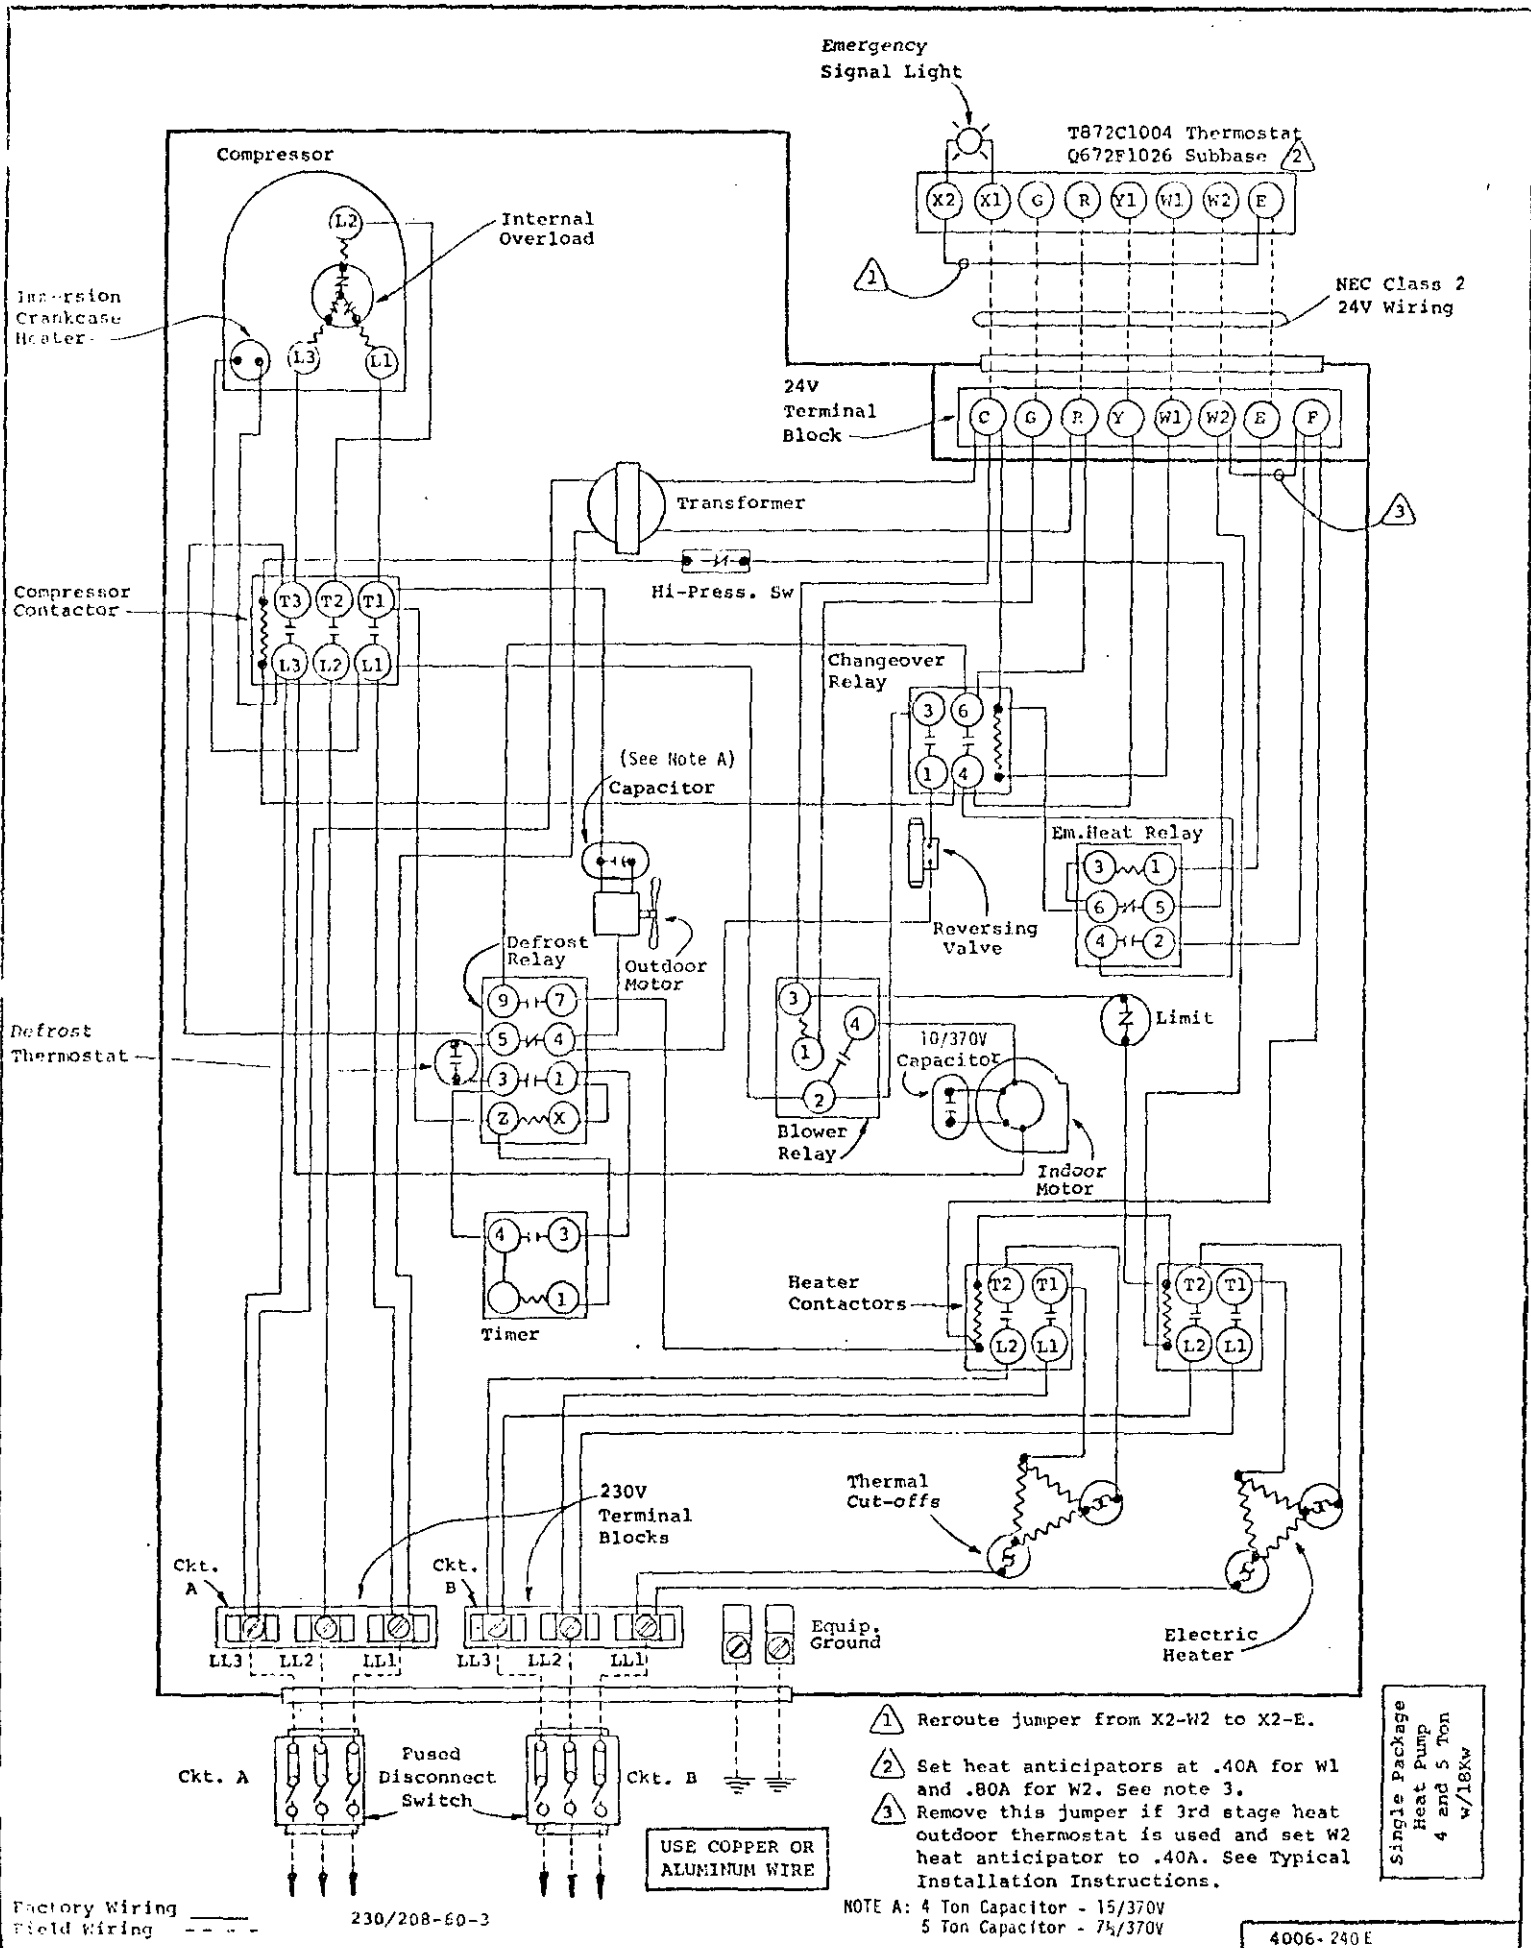 Emergency
Signal Light
T872C1004 Thermostat
Q672F1026 Subbase 2
X2 X1 G R Y1 W1 W2 E
1
NEC Class 2
24V Wiring
Compressor
L2
Internal
Overload
Immersion
Crankcase
Heater
L3 L1
24V
Terminal
Block
C G R Y W1 W2 E F
3
Transformer
Hi-Press. Sw
Compressor
Contactor
T3 T2 T1
L3 L2 L1
Changeover
Relay
3 6
1 4
(See Note A)
Capacitor
Em.Heat Relay
3 1
6 5
4 2
Reversing
Valve
Outdoor
Motor
Defrost
Relay
9 7
5 4
3 1
Z X
Defrost
Thermostat
3
4
1
2
Blower
Relay
10/370V
Capacitor
Limit
Indoor
Motor
4 3
1
Timer
Heater
Contactors
T2 T1
L2 L1
T2 T1
L2 L1
Thermal
Cut-offs
Electric
Heater
230V
Terminal
Blocks
Ckt.
A
Ckt.
B
LL3 LL2 LL1
LL3 LL2 LL1
Equip.
Ground
Ckt. A
Fused
Disconnect
Switch
Ckt. B
USE COPPER OR
ALUMINUM WIRE
1 Reroute jumper from X2-W2 to X2-E.
2 Set heat anticipators at .40A for W1
and .80A for W2. See note 3.
3 Remove this jumper if 3rd stage heat
outdoor thermostat is used and set W2
heat anticipator to .40A. See Typical
Installation Instructions.
NOTE A: 4 Ton Capacitor - 15/370V
5 Ton Capacitor - 7½/370V
Single Package
Heat Pump
4 and 5 Ton
w/18Kw
Factory Wiring
Field Wiring
230/208-60-3
4006-240E